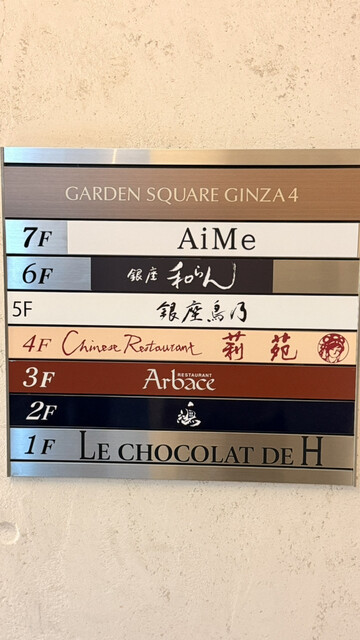 GARDEN SQUARE GINZA 4
7F AiMe
6F 銀座 和らん
5F 銀座鳥乃
4F Chinese Restaurant 莉苑
3F RESTAURANT Arbace
2F
1F LE CHOCOLAT DE H